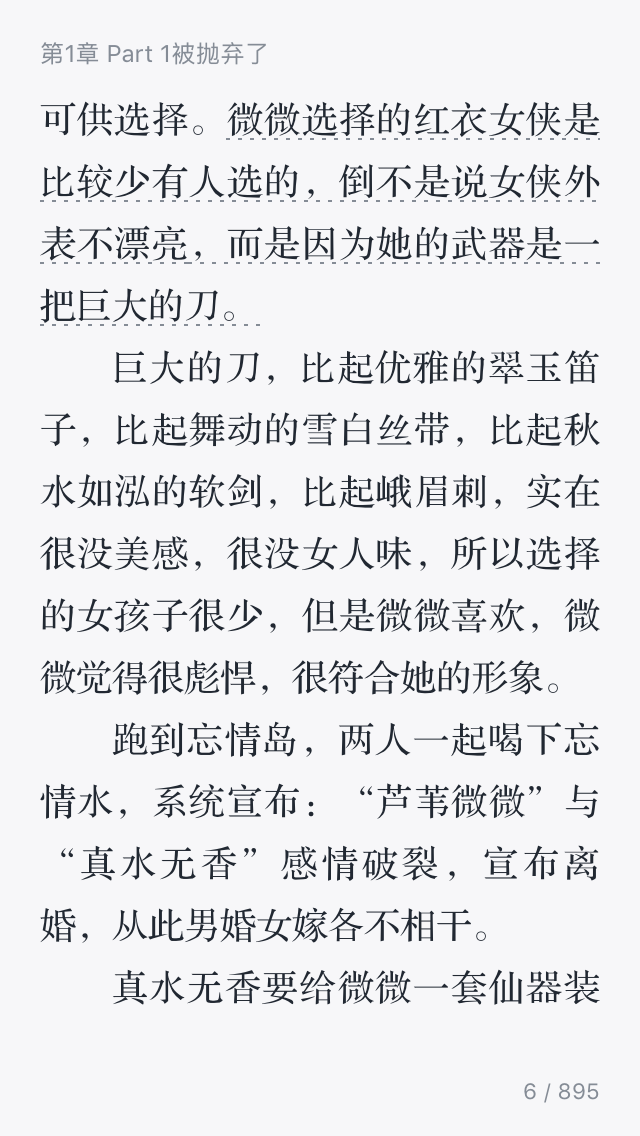 第1章 Part 1被抛弃了
可供选择。微微选择的红衣女侠是
比较少有人选的，倒不是说女侠外
表不漂亮，而是因为她的武器是一
把巨大的刀。
巨大的刀，比起优雅的翠玉笛
子，比起舞动的雪白丝带，比起秋
水如泓的软剑，比起峨眉刺，实在
很没美感，很没女人味，所以选择
的女孩子很少，但是微微喜欢，微
微觉得很彪悍，很符合她的形象。
跑到忘情岛，两人一起喝下忘
情水，系统宣布：“芦苇微微”与
“真水无香”感情破裂，宣布离
婚，从此男婚女嫁各不相干。
真水无香要给微微一套仙器装
6 / 895